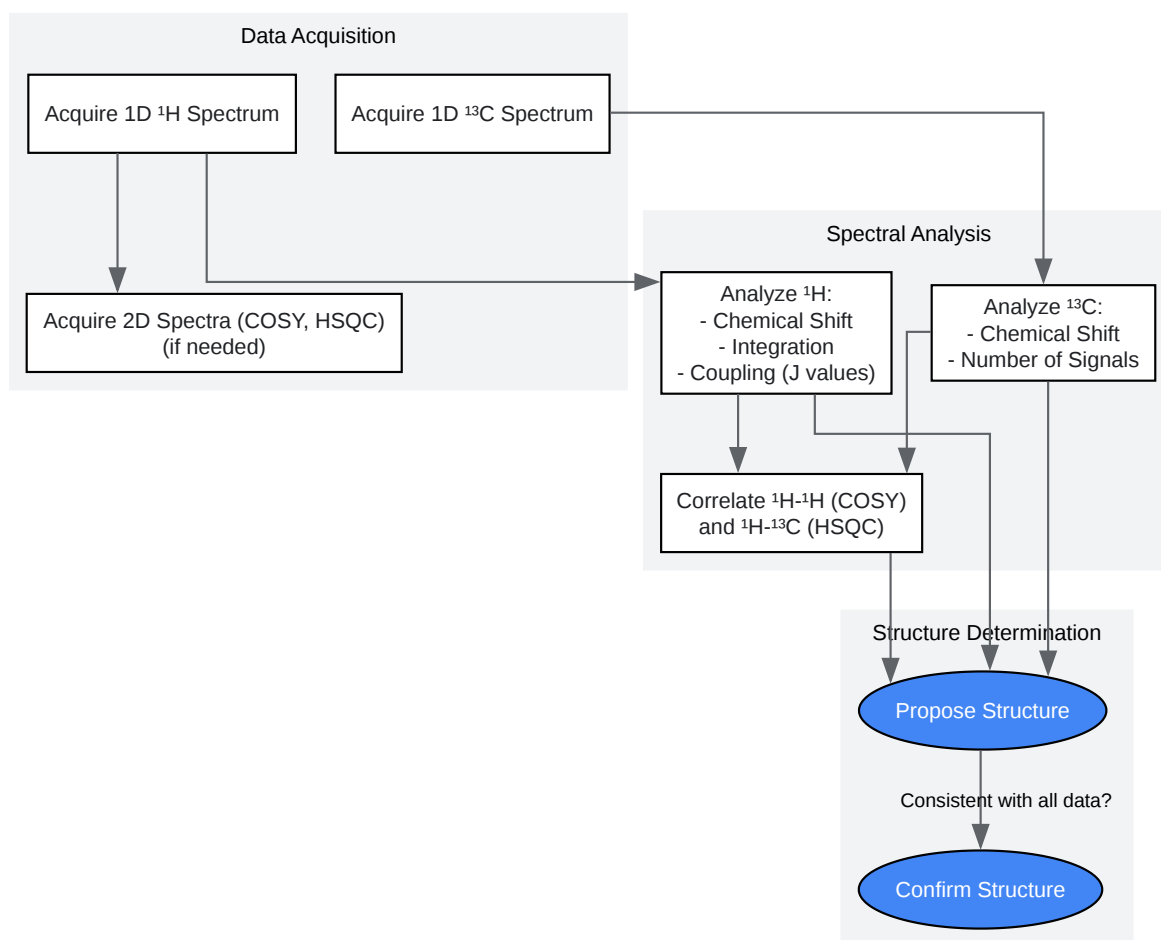 Data Acquisition
Acquire 1D ¹H Spectrum
Acquire 1D ¹³C Spectrum
Acquire 2D Spectra (COSY, HSQC)
(if needed)
Spectral Analysis
Analyze ¹H:
- Chemical Shift
- Integration
- Coupling (J values)
Analyze ¹³C:
- Chemical Shift
- Number of Signals
Correlate ¹H-¹H (COSY)
and ¹H-¹³C (HSQC)
Structure Determination
Propose Structure
Consistent with all data?
Confirm Structure